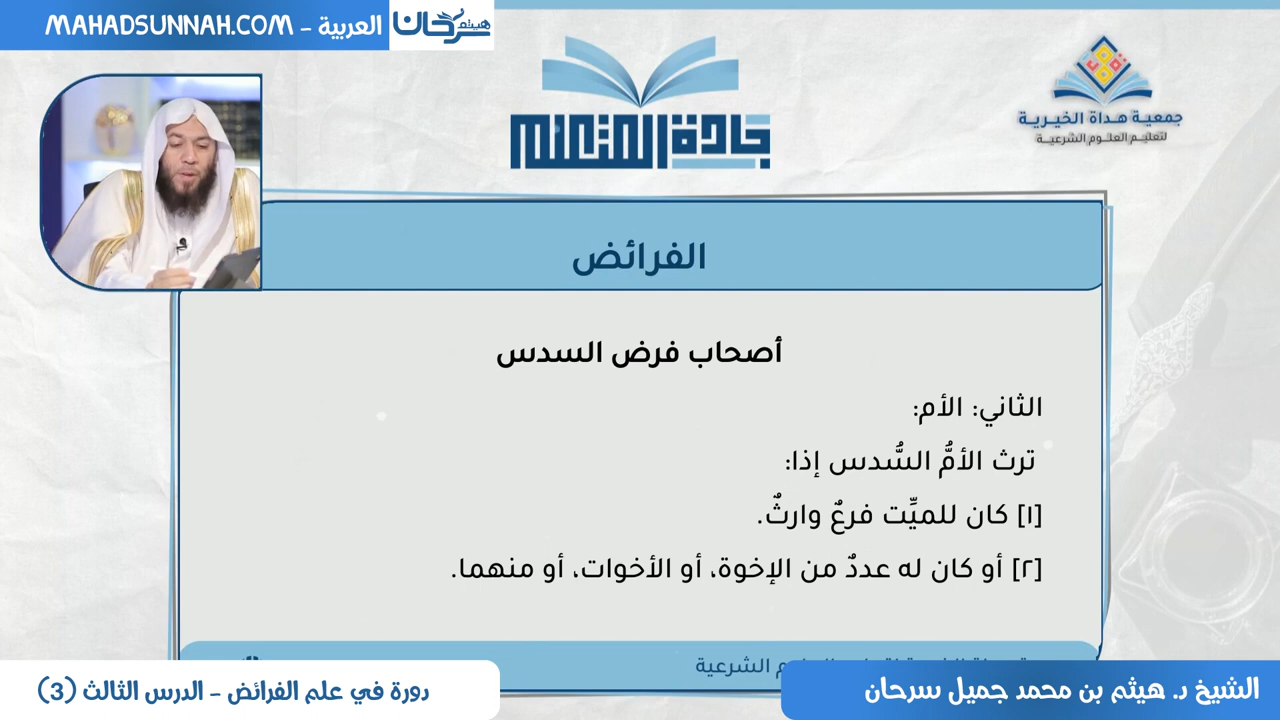 MAHADSUNNAH.COM - العربية
هيثم سرحان
جادة المتعلم
جمعية هداة الخيرية
لتعليم العلوم الشرعية
الفرائض
أصحاب فرض السدس
الثاني: الأم:
ترث الأمُّ السُّدس إذا:
[١] كان للميِّت فرعٌ وارثٌ.
[٢] أو كان له عددٌ من الإخوة، أو الأخوات، أو منهما.
الشرعية
الشيخ د. هيثم بن محمد جميل سرحان
دورة في علم الفرائض - الدرس الثالث (3)